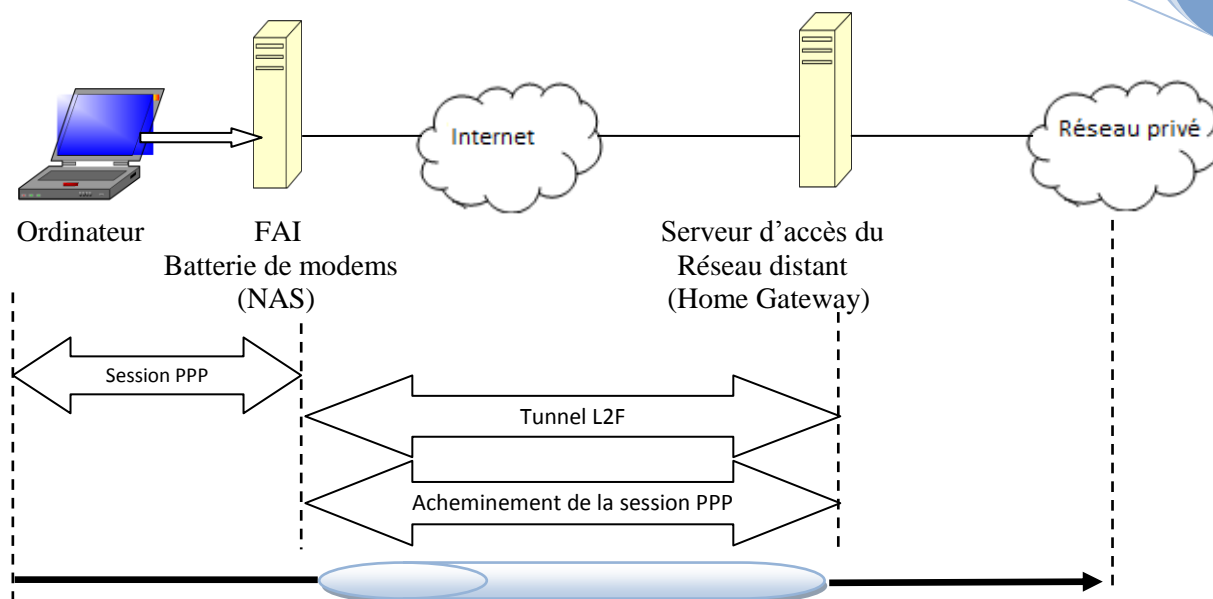 Internet
Réseau privé
Ordinateur
FAI
Batterie de modems
(NAS)
Serveur d'accès du
Réseau distant
(Home Gateway)
Session PPP
Tunnel L2F
Acheminement de la session PPP